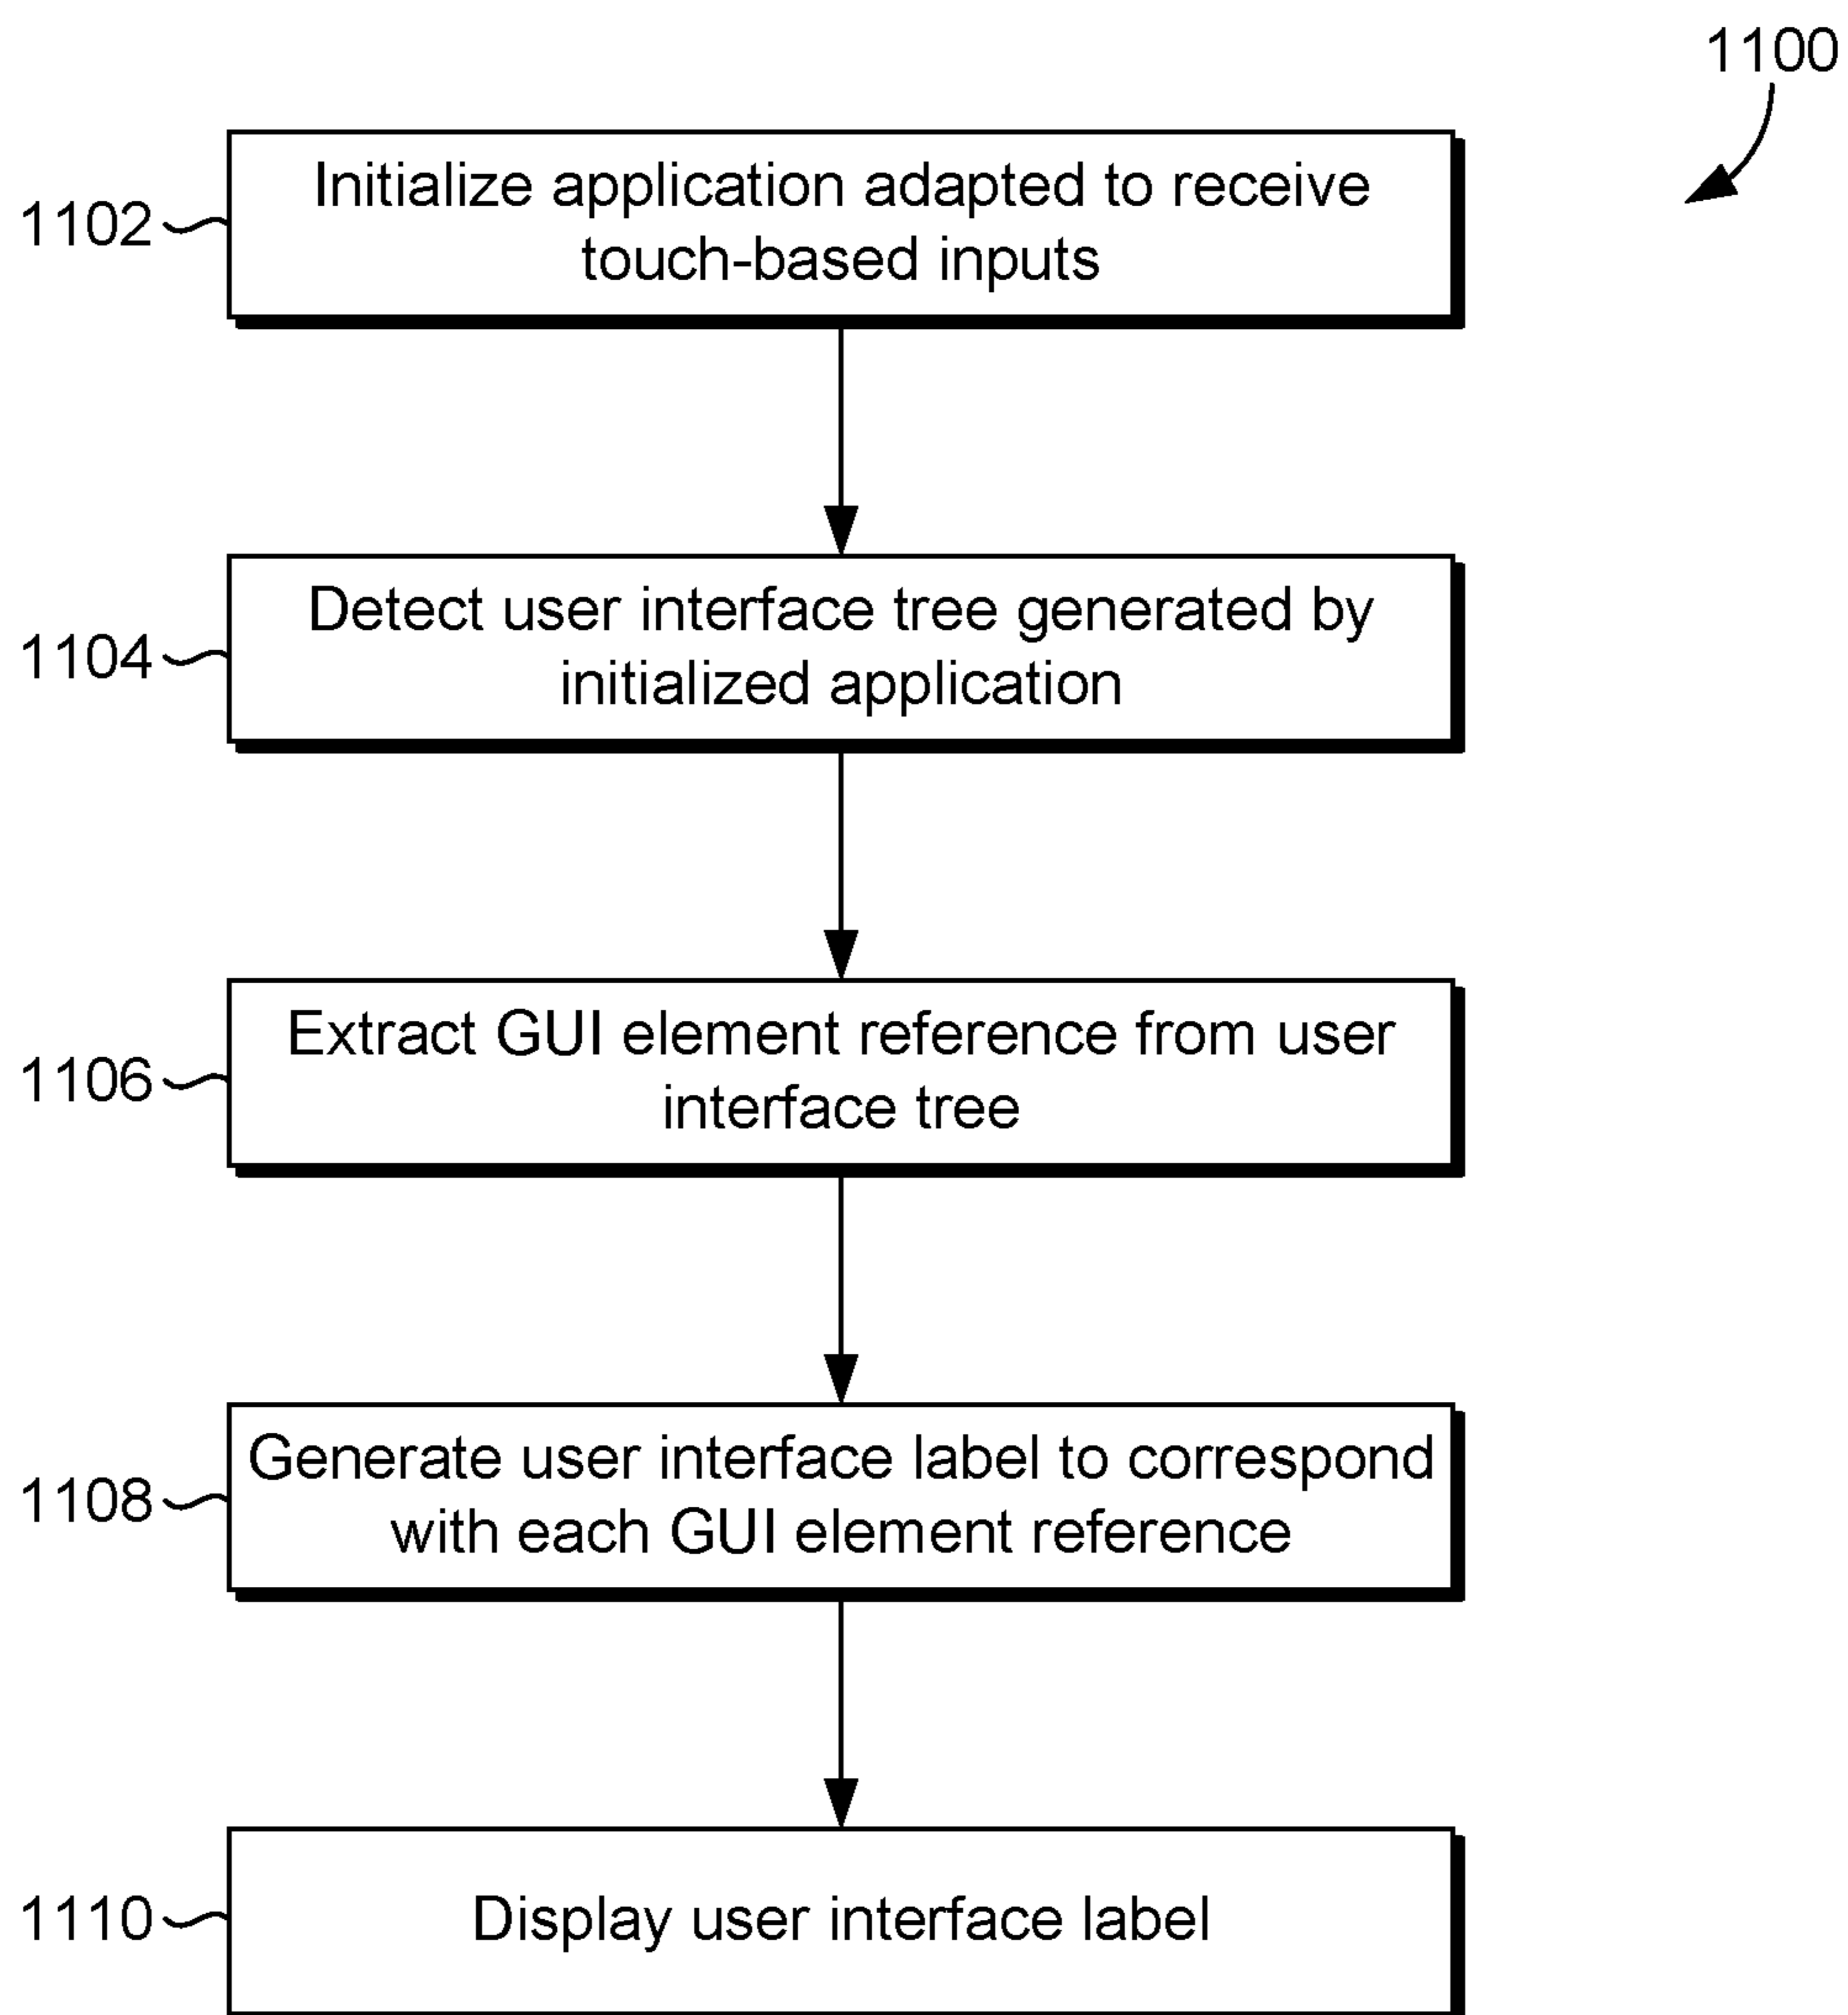 1100
1102
Initialize application adapted to receive
touch-based inputs
1104
Detect user interface tree generated by
initialized application
1106
Extract GUI element reference from user
interface tree
1108
Generate user interface label to correspond
with each GUI element reference
1110
Display user interface label